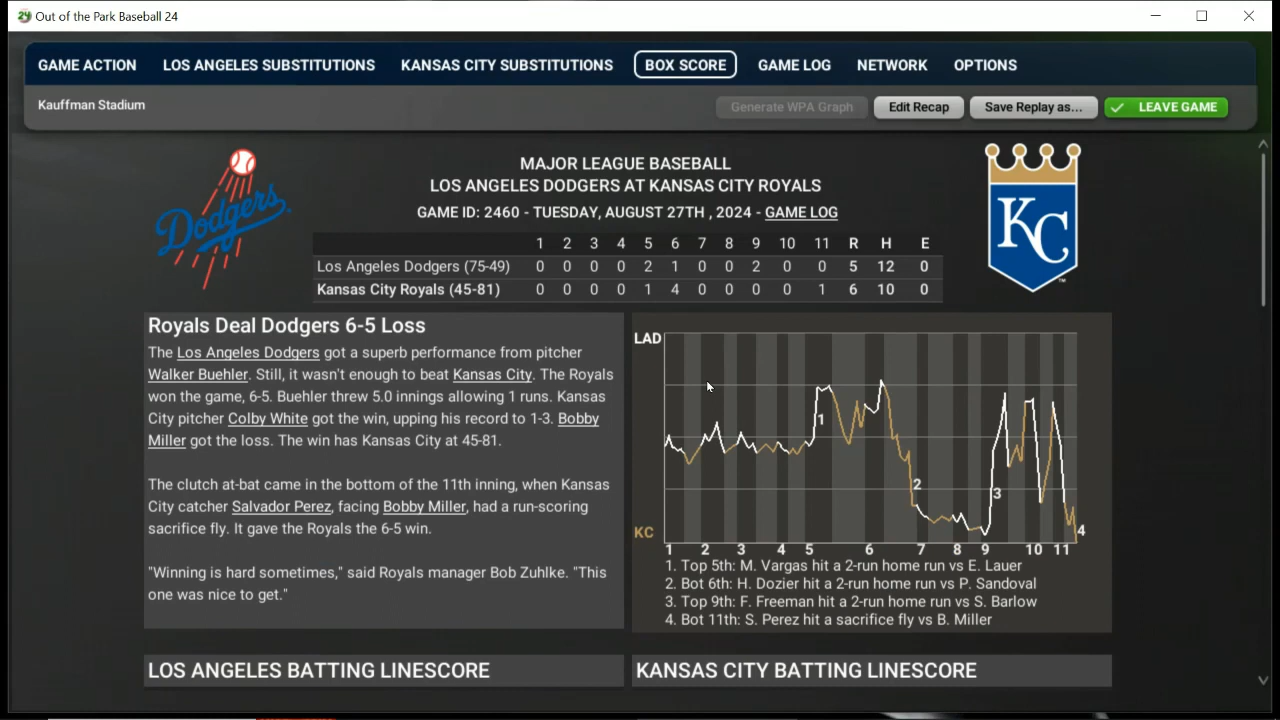 Out of the Park Baseball 24
GAME ACTION LOS ANGELES SUBSTITUTIONS KANSAS CITY SUBSTITUTIONS BOX SCORE GAME LOG NETWORK OPTIONS
Kauffman Stadium Generate WPA Graph Edit Recap Save Replay as... LEAVE GAME
Dodgers
KC
MAJOR LEAGUE BASEBALL
LOS ANGELES DODGERS AT KANSAS CITY ROYALS
GAME ID: 2460 - TUESDAY, AUGUST 27TH , 2024 - GAME LOG
1 2 3 4 5 6 7 8 9 10 11 R H E
Los Angeles Dodgers (75-49) 0 0 0 0 2 1 0 0 2 0 0 5 12 0
Kansas City Royals (45-81) 0 0 0 0 1 4 0 0 0 0 1 6 10 0
Royals Deal Dodgers 6-5 Loss
The Los Angeles Dodgers got a superb performance from pitcher
Walker Buehler. Still, it wasn't enough to beat Kansas City. The Royals
won the game, 6-5. Buehler threw 5.0 innings allowing 1 runs. Kansas
City pitcher Colby White got the win, upping his record to 1-3. Bobby
Miller got the loss. The win has Kansas City at 45-81.
The clutch at-bat came in the bottom of the 11th inning, when Kansas
City catcher Salvador Perez, facing Bobby Miller, had a run-scoring
sacrifice fly. It gave the Royals the 6-5 win.
"Winning is hard sometimes," said Royals manager Bob Zuhlke. "This
one was nice to get."
LAD
1
2
3
4
KC
1 2 3 4 5 6 7 8 9 10 11
1. Top 5th: M. Vargas hit a 2-run home run vs E. Lauer
2. Bot 6th: H. Dozier hit a 2-run home run vs P. Sandoval
3. Top 9th: F. Freeman hit a 2-run home run vs S. Barlow
4. Bot 11th: S. Perez hit a sacrifice fly vs B. Miller
LOS ANGELES BATTING LINESCORE
KANSAS CITY BATTING LINESCORE